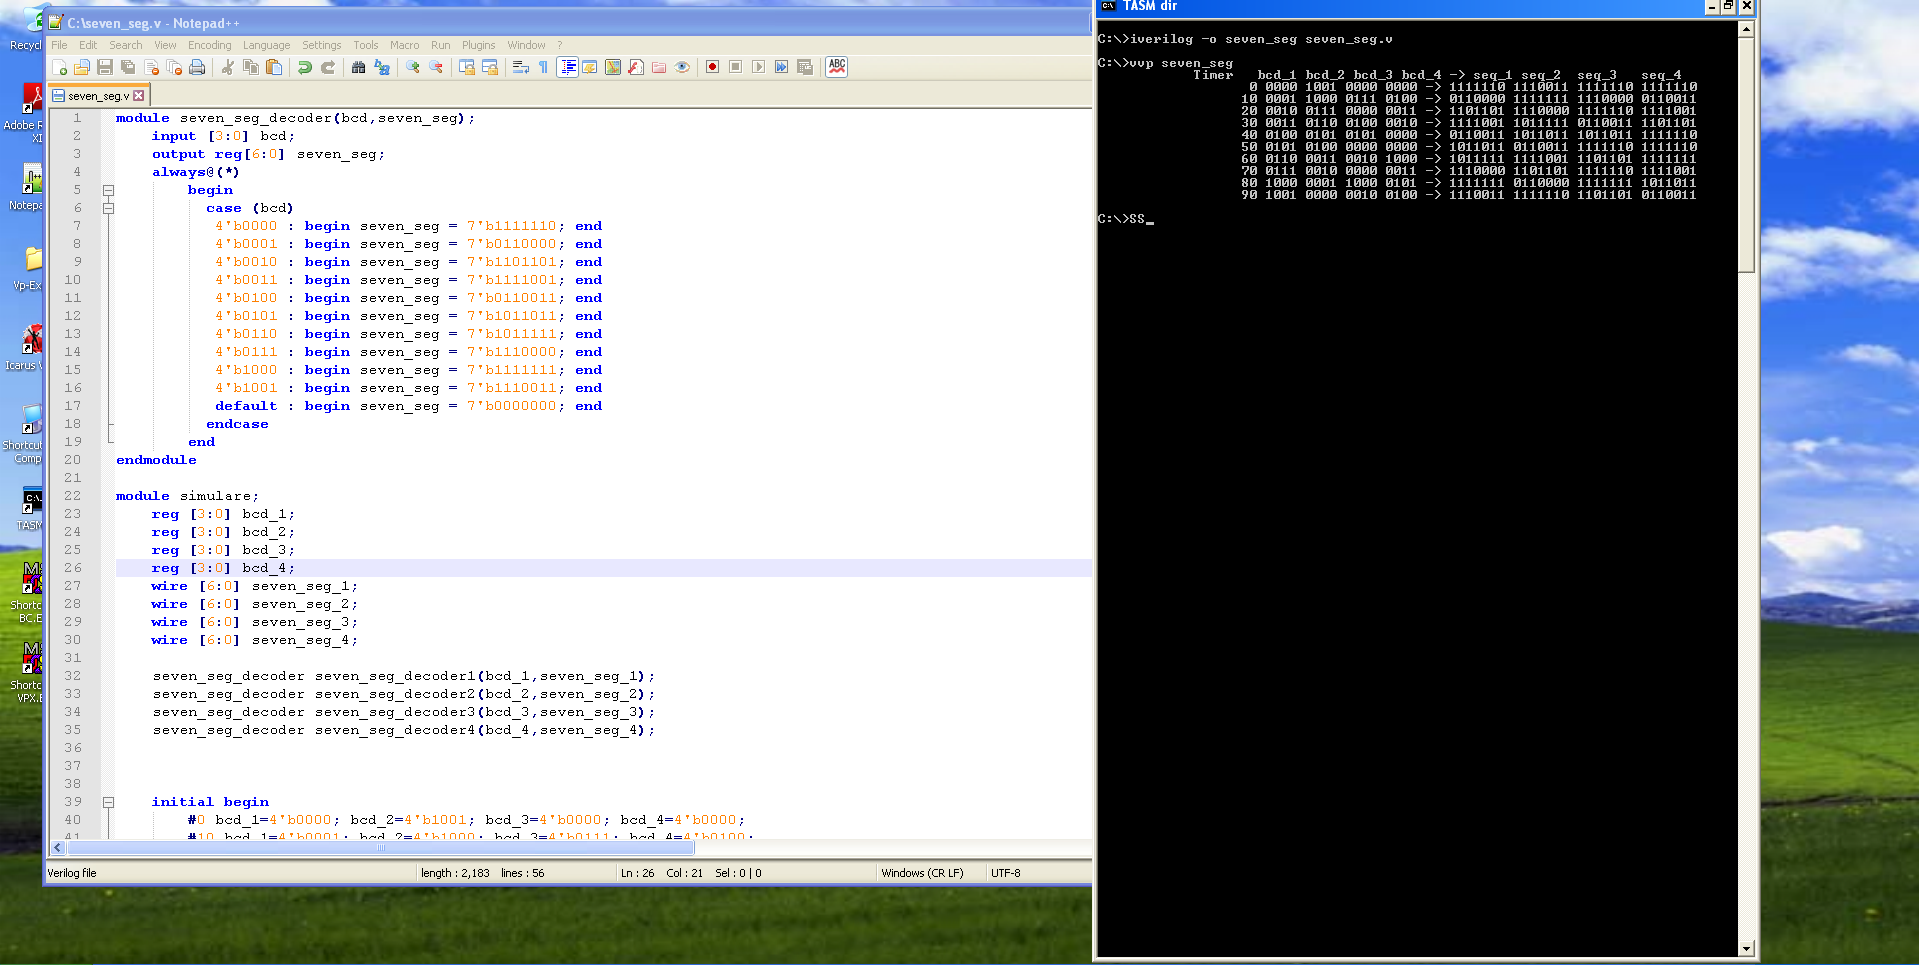 C:\seven_seg.v - Notepad++
File Edit Search View Encoding Language Settings Tools Macro Run Plugins Window ?
ABC
seven_seg.v
1 module seven_seg_decoder(bcd,seven_seg);
2 input [3:0] bcd;
3 output reg[6:0] seven_seg;
4 always@(*)
5 begin
6 case (bcd)
7 4'b0000 : begin seven_seg = 7'b1111110; end
8 4'b0001 : begin seven_seg = 7'b0110000; end
9 4'b0010 : begin seven_seg = 7'b1101101; end
10 4'b0011 : begin seven_seg = 7'b1111001; end
11 4'b0100 : begin seven_seg = 7'b0110011; end
12 4'b0101 : begin seven_seg = 7'b1011011; end
13 4'b0110 : begin seven_seg = 7'b1011111; end
14 4'b0111 : begin seven_seg = 7'b1110000; end
15 4'b1000 : begin seven_seg = 7'b1111111; end
16 4'b1001 : begin seven_seg = 7'b1110011; end
17 default : begin seven_seg = 7'b0000000; end
18 endcase
19 end
20 endmodule
21
22 module simulare;
23 reg [3:0] bcd_1;
24 reg [3:0] bcd_2;
25 reg [3:0] bcd_3;
26 reg [3:0] bcd_4;
27 wire [6:0] seven_seg_1;
28 wire [6:0] seven_seg_2;
29 wire [6:0] seven_seg_3;
30 wire [6:0] seven_seg_4;
31
32 seven_seg_decoder seven_seg_decoder1(bcd_1,seven_seg_1);
33 seven_seg_decoder seven_seg_decoder2(bcd_2,seven_seg_2);
34 seven_seg_decoder seven_seg_decoder3(bcd_3,seven_seg_3);
35 seven_seg_decoder seven_seg_decoder4(bcd_4,seven_seg_4);
36
37
38
39 initial begin
40 #0 bcd_1=4'b0000; bcd_2=4'b1001; bcd_3=4'b0000; bcd_4=4'b0000;
41 #10 bcd_1=4'b0001; bcd_2=4'b1000; bcd_3=4'b0111; bcd_4=4'b0100;
Verilog file length : 2,183 lines : 56 Ln : 26 Col : 21 Sel : 0 | 0 Windows (CR LF) UTF-8
TASM dir
C:\>iverilog -o seven_seg seven_seg.v
C:\>vvp seven_seg
Timer bcd_1 bcd_2 bcd_3 bcd_4 -> seq_1 seq_2 seq_3 seq_4
0 0000 1001 0000 0000 -> 1111110 1110011 1111110 1111110
10 0001 1000 0111 0100 -> 0110000 1111111 1110000 0110011
20 0010 0111 0000 0011 -> 1101101 1110000 1111110 1111001
30 0011 0110 0100 0010 -> 1111001 1011111 0110011 1101101
40 0100 0101 0101 0000 -> 0110011 1011011 1011011 1111110
50 0101 0100 0000 0000 -> 1011011 0110011 1111110 1111110
60 0110 0011 0010 1000 -> 1011111 1111001 1101101 1111111
70 0111 0010 0000 0011 -> 1110000 1101101 1111110 1111001
80 1000 0001 1000 0101 -> 1111111 0110000 1111111 1011011
90 1001 0000 0010 0100 -> 1110011 1111110 1101101 0110011
C:\>SS_
Recycl
Adobe R
XI
Notepa
Vp-Ex
Icarus V
Shortcut
Comp
TASM
Shortc
BC.E
Shortc
VPX.E